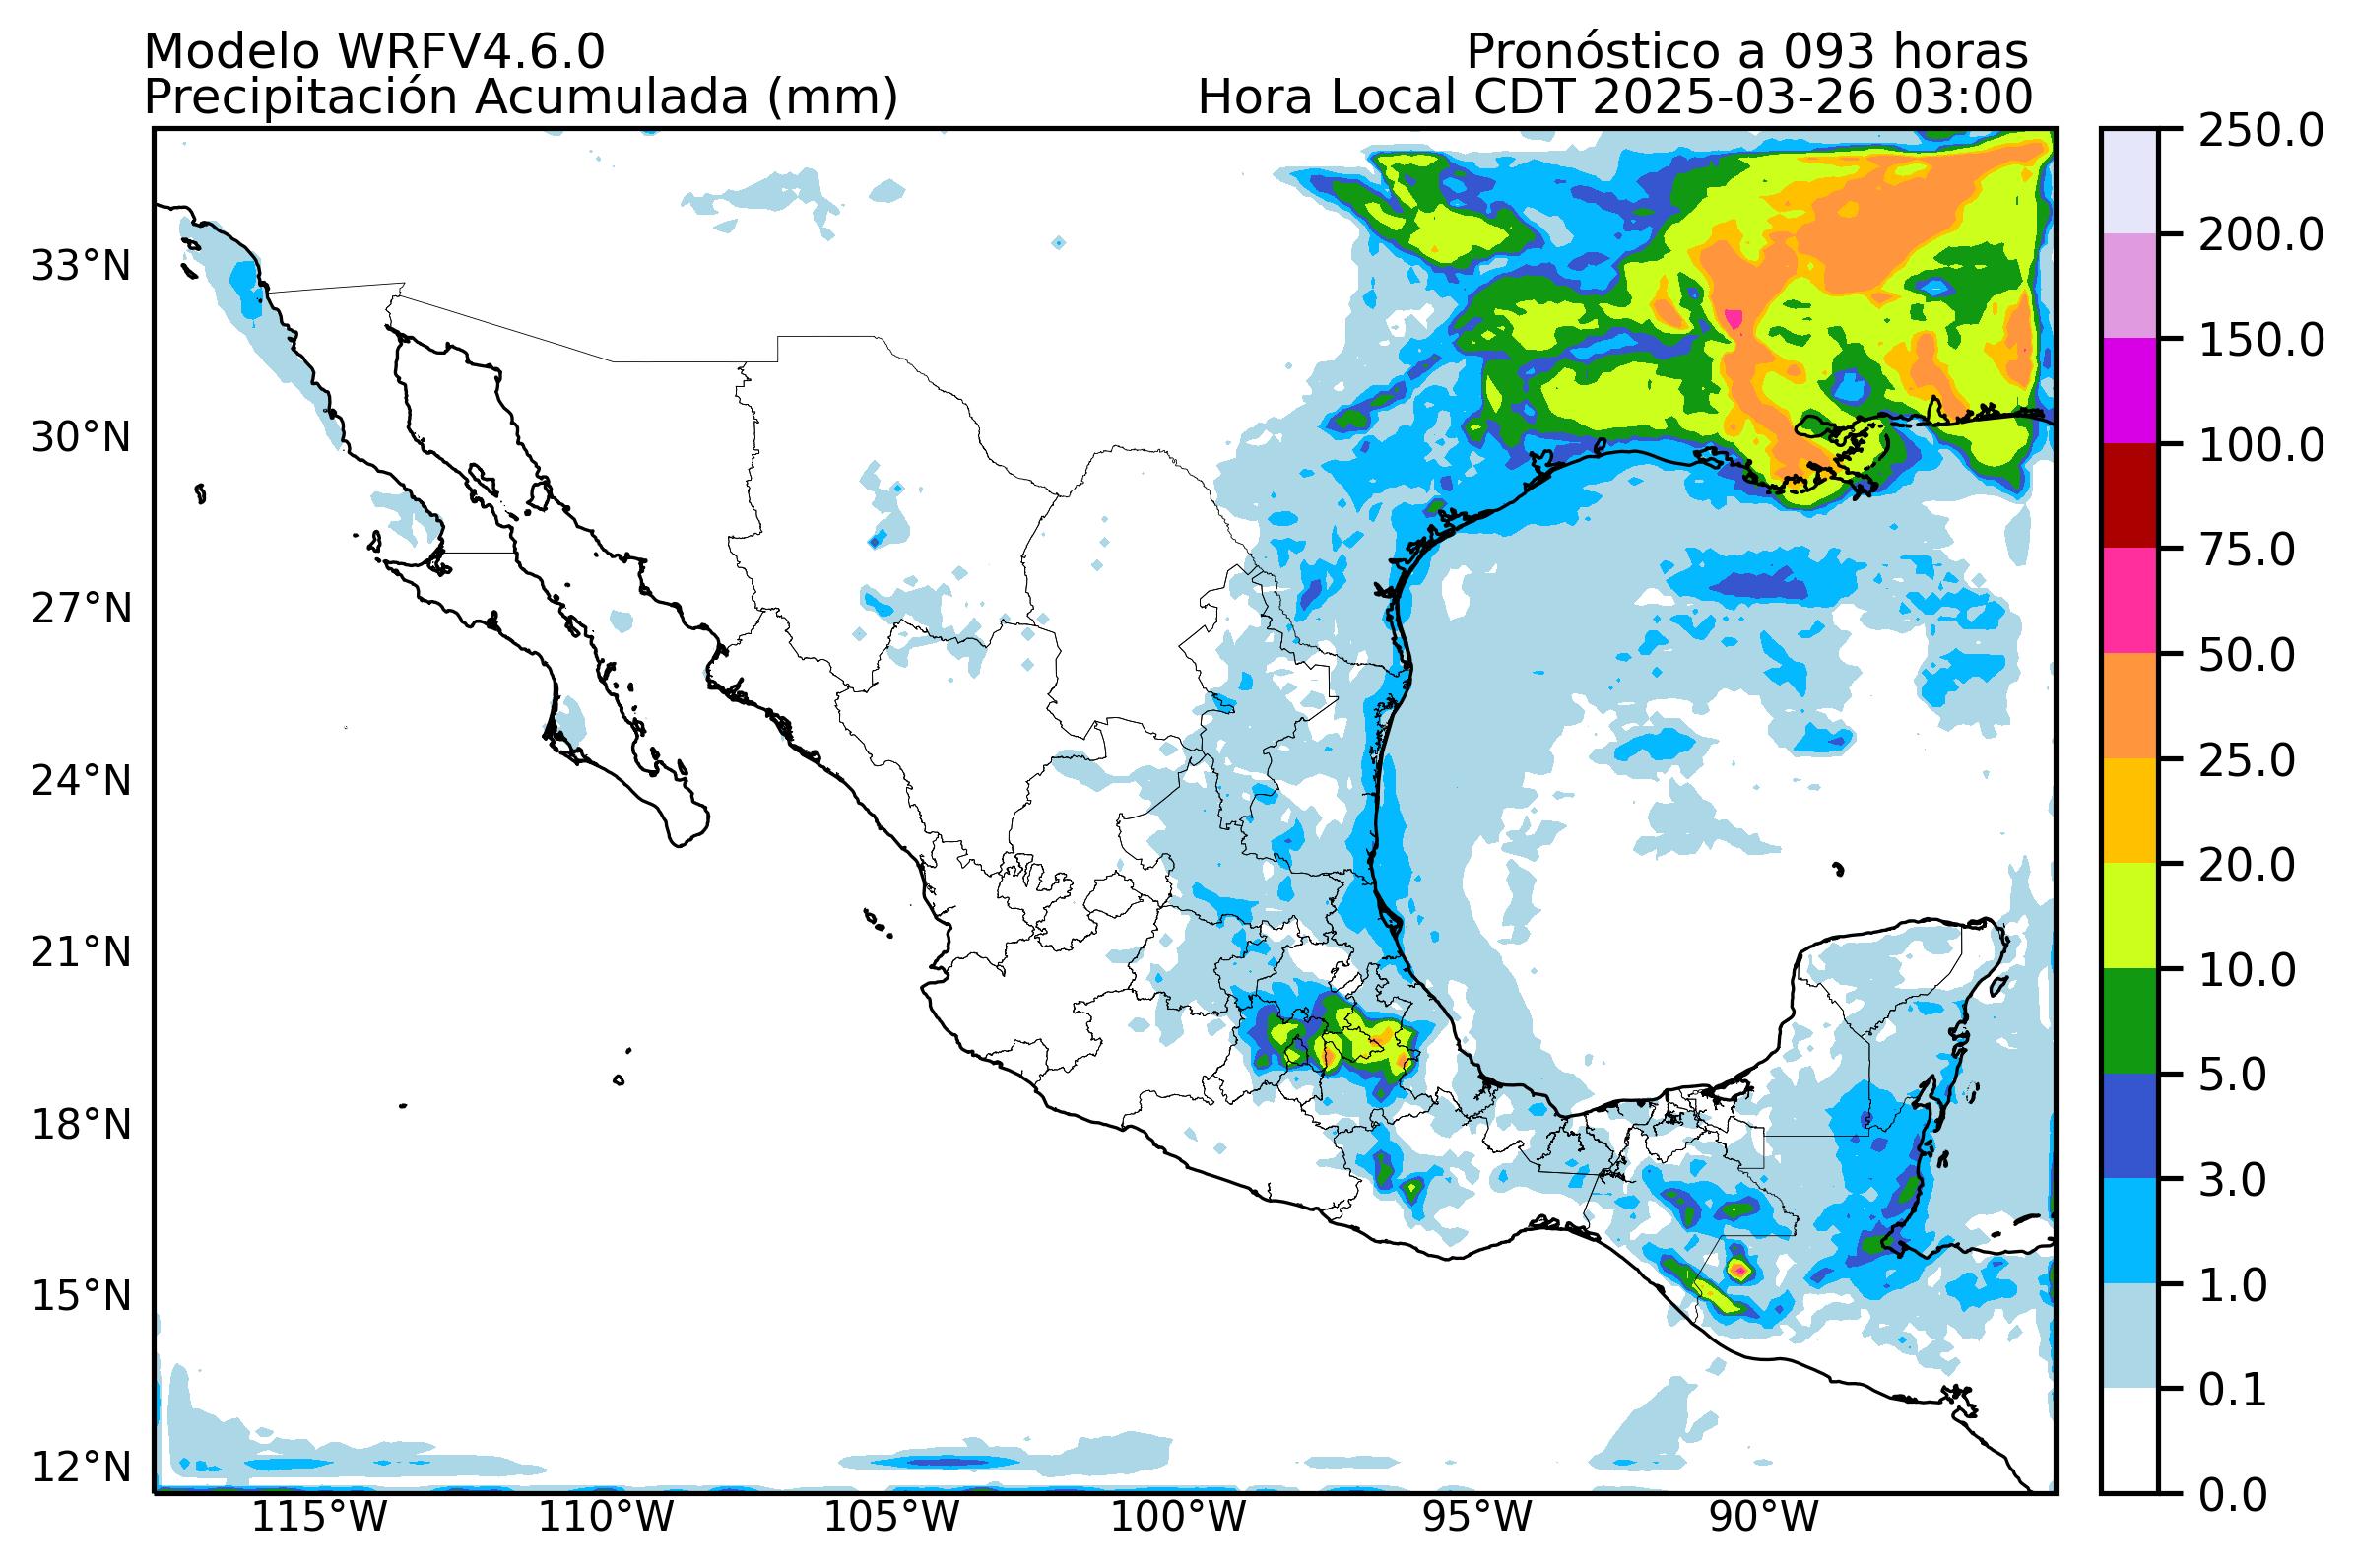 Modelo WRFV4.6.0
Pronóstico a 093 horas
Precipitación Acumulada (mm)
Hora Local CDT 2025-03-26 03:00
33°N
30°N
27°N
24°N
21°N
18°N
15°N
12°N
115°W
110°W
105°W
100°W
95°W
90°W
250.0
200.0
150.0
100.0
75.0
50.0
25.0
20.0
10.0
5.0
3.0
1.0
0.1
0.0